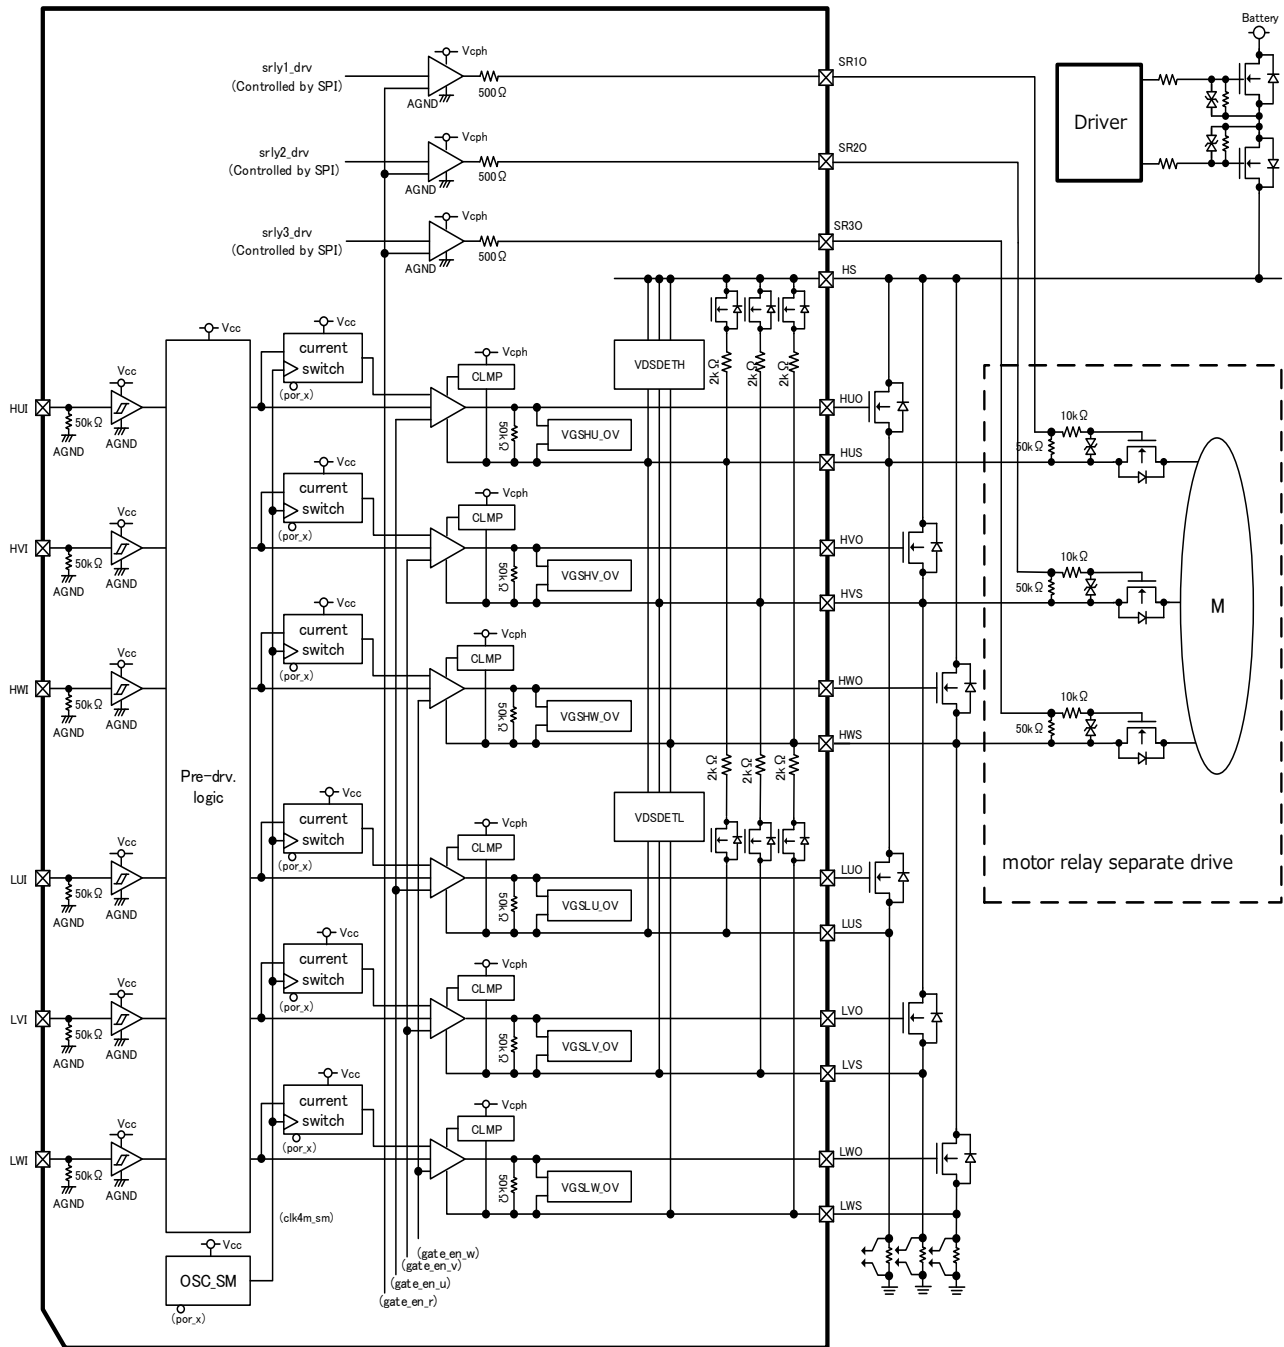 Battery
Vcph
SR1O
srly1_drv
(Controlled by SPI)
AGND
500Ω
Driver
Vcph
SR2O
srly2_drv
(Controlled by SPI)
AGND
500Ω
Vcph
SR3O
srly3_drv
(Controlled by SPI)
AGND
500Ω
HS
Vcc
Vcc
current
switch
(por_x)
Vcph
CLMP
VDSDETH
2kΩ
2kΩ
2kΩ
Vcc
HUI
50kΩ
AGND
AGND
50kΩ
VGSHU_OV
HUO
HUS
10kΩ
50kΩ
Vcc
current
switch
(por_x)
Vcph
CLMP
Vcc
HVI
50kΩ
AGND
AGND
50kΩ
VGSHV_OV
HVO
HVS
10kΩ
50kΩ
M
Vcc
current
switch
(por_x)
Vcph
CLMP
Vcc
HWI
50kΩ
AGND
AGND
50kΩ
VGSHW_OV
HWO
HWS
10kΩ
50kΩ
Pre-drv.
logic
2kΩ
2kΩ
2kΩ
VDSDETL
Vcc
current
switch
(por_x)
Vcph
CLMP
Vcc
LUI
50kΩ
AGND
AGND
50kΩ
VGSLU_OV
LUO
LUS
motor relay separate drive
Vcc
current
switch
(por_x)
Vcph
CLMP
Vcc
LVI
50kΩ
AGND
AGND
50kΩ
VGSLV_OV
LVO
LVS
Vcc
current
switch
(por_x)
Vcph
CLMP
Vcc
LWI
50kΩ
AGND
AGND
50kΩ
VGSLW_OV
LWO
LWS
(clk4m_sm)
Vcc
OSC_SM
(por_x)
(gate_en_w)
(gate_en_v)
(gate_en_u)
(gate_en_r)